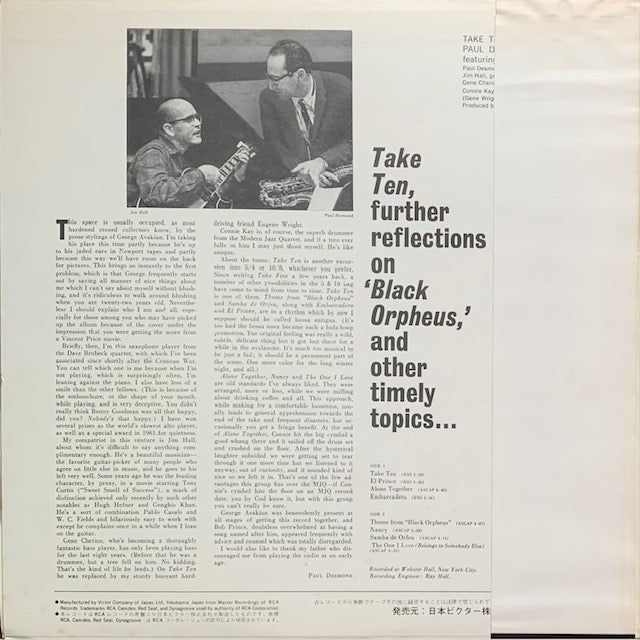 TAKE T
PAUL D
featurin
Paul Desmo
Jim Hall, g
Gene Cher
Connie Kay
(Gene Wrig
Produced b
Jim Hall
Paul Desmond
Take
Ten,
further
reflections
on
‘Black
Orpheus,’
and
other
timely
topics...
This space is usually occupied, as most
hardened record collectors know, by the
prose stylings of George Avakian. I'm taking
his place this time partly because he's up
to his jaded ears in Newport tapes and partly
because this way we'll have room on the back
for pictures. This brings us instantly to the first
problem, which is that George frequently starts
out by saying all manner of nice things about
me which I can't say about myself without blush-
ing, and it's ridiculous to walk around blushing
when you are twenty-ten years old. Neverthe-
less I should explain who I am and all, espe-
cially for those among you who may have picked
up the album because of the cover under the
impression that you were getting the score from
a Vincent Price movie.
Briefly, then, I'm this saxophone player from
the Dave Brubeck quartet, with which I've been
associated since shortly after the Crimean War.
You can tell which one is me because when I'm
not playing, which is surprisingly often, I'm
leaning against the piano. I also have less of
a smile than the other fellows. (This is because of
the embouchure, or the shape of your mouth,
while playing, and is very deceptive. You didn't
really think Benny Goodman was all that happy,
did you? Nobody's that happy.) I have won
several prizes as the world's slowest alto player,
as well as a special award in 1961 for quietness.
My compatriot in this venture is Jim Hall,
about whom it's difficult to say anything com-
plimentary enough. He's a beautiful musician—
the favorite guitar-picker of many people who
agree on little else in music, and he goes to his
left very well. Some years ago he was the leading
character, by proxy, in a movie starring Tony
Curtis ("Sweet Smell of Success"), a mark of
distinction achieved only recently by such other
notables as Hugh Hefner and Genghis Khan.
He's a sort of combination Pablo Casals and
W. C. Fields and hilariously easy to work with
except he complains once in a while when I lean
on the guitar.
Gene Cherico, who's becoming a thoroughly
fantastic bass player, has only been playing bass
for the last eight years. (Before that he was a
drummer, but a tree fell on him. No kidding.
That's the kind of life he leads.) On Take Ten
he was replaced by my sturdy buoyant hard-
driving friend Eugene Wright.
Connie Kay is, of course, the superb drummer
from the Modern Jazz Quartet, and if a tree ever
falls on him I may just shoot myself. He's like
unique.
About the tunes: Take Ten is another excur-
sion into 5/4 or 10/8, whichever you prefer.
Since writing Take Five a few years back, a
number of other possibilities in the 5 & 10 bag
have come to mind from time to time. Take Ten
is one of them. Theme from "Black Orpheus"
and Samba de Orfeu, along with Embarcadero
and El Prince, are in a rhythm which by now I
suppose should be called bossa antigua. (It's
too bad the bossa nova became such a hula-hoop
promotion. The original feeling was really a wild,
subtle, delicate thing but it got lost there for a
while in the avalanche. It's much too musical to
be just a fad; it should be a permanent part of
the scene. One more color for the long winter
night, and all.)
Alone Together, Nancy and The One I Love
are old standards I've always liked. They were
arranged, more or less, while we were milling
about drinking coffee and all. This approach,
while making for a comfortable looseness, usu-
ally leads to general apprehension towards the
end of the take and frequent disasters, but oc-
casionally you get a fringe benefit. At the end
of Alone Together, Connie hit the big cymbal a
good whang there and it sailed off the drum set
and crashed on the floor. After the hysterical
laughter subsided we were getting set to tear
through it one more time but we listened to it
anyway, out of curiosity, and it sounded kind of
nice so we left it in. That's one of the few ad-
vantages this group has over the MJQ—if Con-
nie's cymbal hits the floor on an MJQ record
date, you by God know it, but with this group
you can't really be sure.
George Avakian was benevolently present at
all stages of getting this record together, and
Bob Prince, doubtless overwhelmed at having a
song named after him, appeared frequently with
advice and counsel which was totally disregarded.
I would also like to thank my father who dis-
couraged me from playing the violin at an early
age.
PAUL DESMOND
SIDE 1
Take Ten
El Prince
Alone Together
Embarcadero
SIDE 2
Theme from "Black Orpheus"
Nancy
Samba de Orfeu
The One I Love (Belongs to Somebody Else)
Recorded at Webster Hall, New York City.
Recording Engineer: Ray Hall.
●Manufactured by Victor Company of Japan, Ltd., Yokohama, Japan from Master Recordings of RCA
Records, Trademarks RCA, Camden, Red Seal, and Dynagroove used by authority of RCA Corporation.
発売元：日本ビクター株